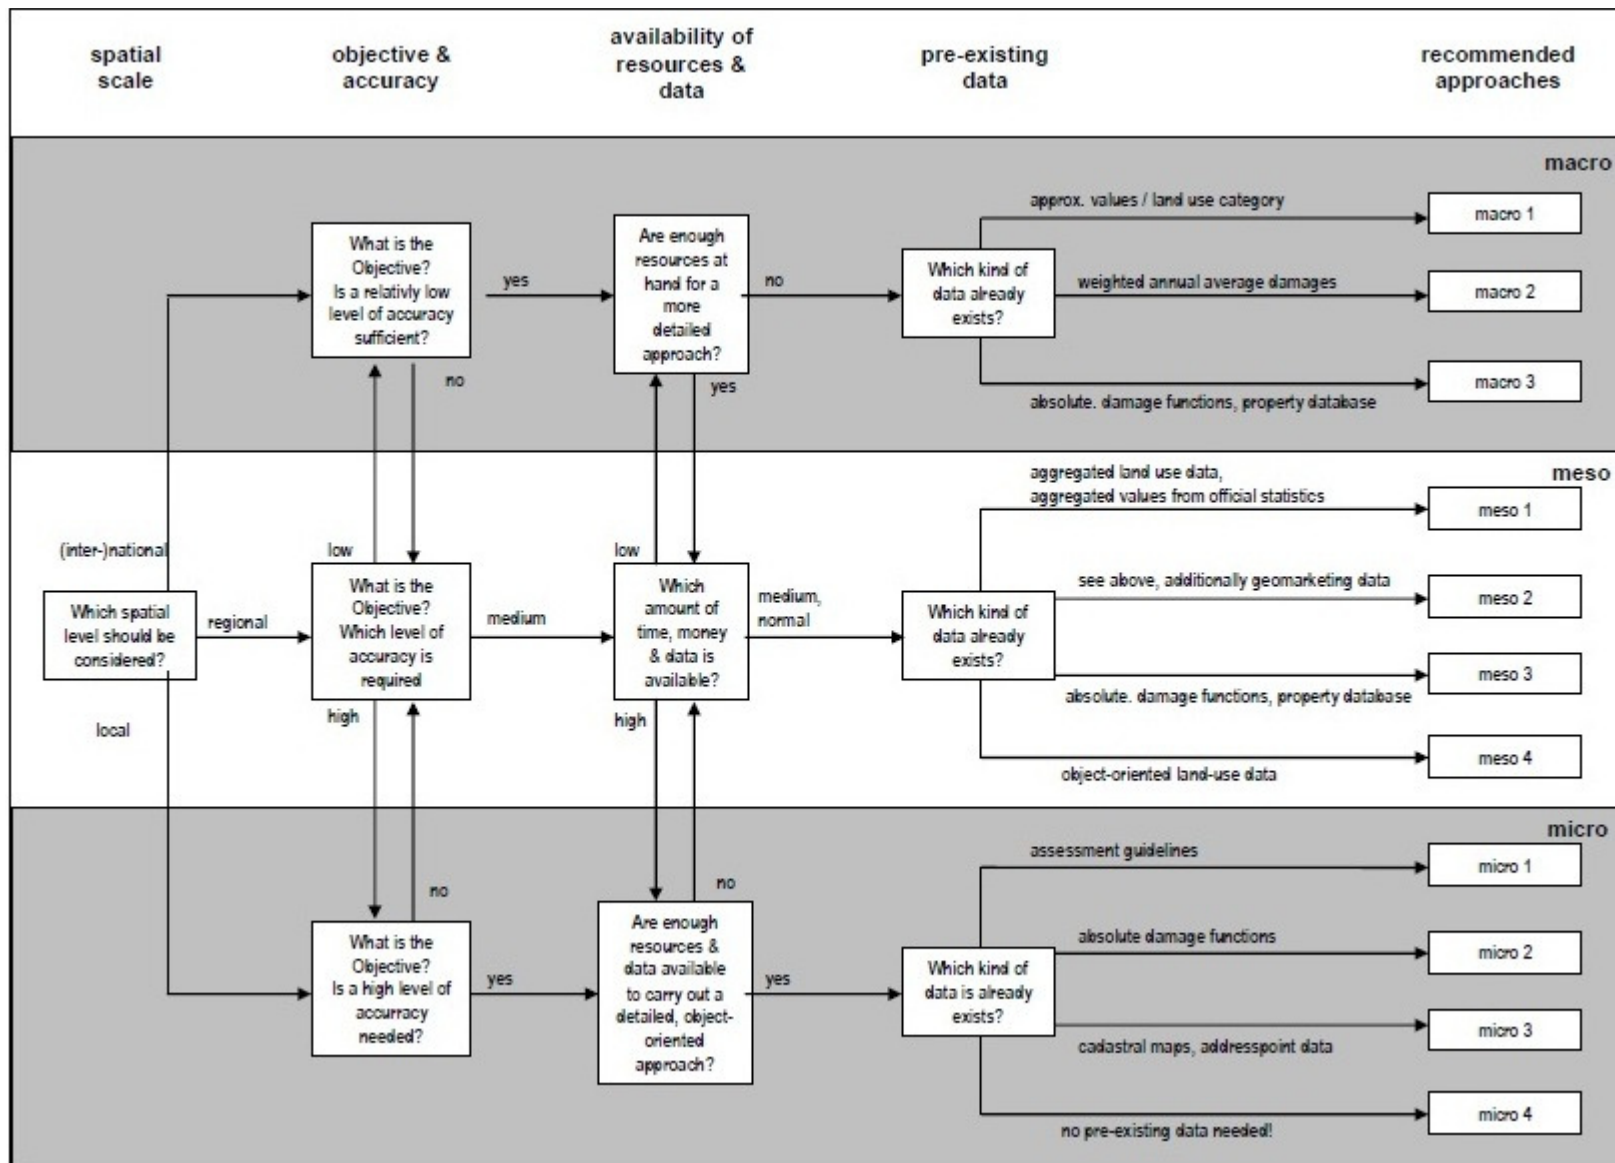 spatial
scale
objective &
accuracy
availability of
resources &
data
pre-existing
data
recommended
approaches
macro
What is the
Objective?
Is a relativly low
level of accuracy
sufficient?
yes
no
Are enough
resources at
hand for a
more
detailed
approach?
no
yes
Which kind of
data already
exists?
approx. values / land use category
macro 1
weighted annual average damages
macro 2
macro 3
absolute. damage functions, property database
meso
(inter-)national
Which spatial
level should be
considered?
regional
local
low
What is the
Objective?
Which level of
accuracy is
required
medium
high
low
Which
amount of
time, money
& data is
available?
medium,
normal
high
Which kind of
data already
exists?
aggregated land use data,
aggregated values from official statistics
meso 1
see above, additionally geomarketing data
meso 2
meso 3
absolute. damage functions, property database
meso 4
object-oriented land-use data
micro
no
What is the
Objective?
Is a high level of
accurracy
needed?
yes
no
Are enough
resources &
data available
to carry out a
detailed, object-
oriented
approach?
yes
Which kind of
data is already
exists?
assessment guidelines
micro 1
absolute damage functions
micro 2
micro 3
cadastral maps, addresspoint data
micro 4
no pre-existing data needed!